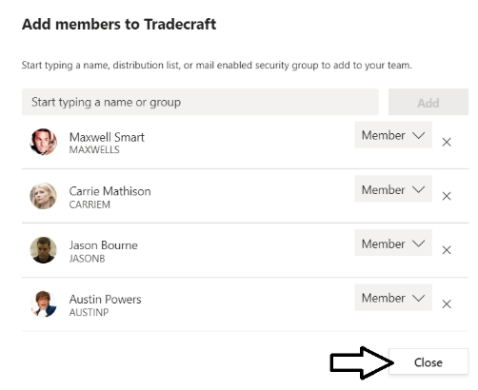 Add members to Tradecraft
Start typing a name, distribution list, or mail enabled security group to add to your team.
Start typing a name or group
Add
Maxwell Smart
Member
MAXWELLS
Carrie Mathison
Member
CARRIEM
Jason Bourne
Member
JASONB
Austin Powers
Member
AUSTINP
Close